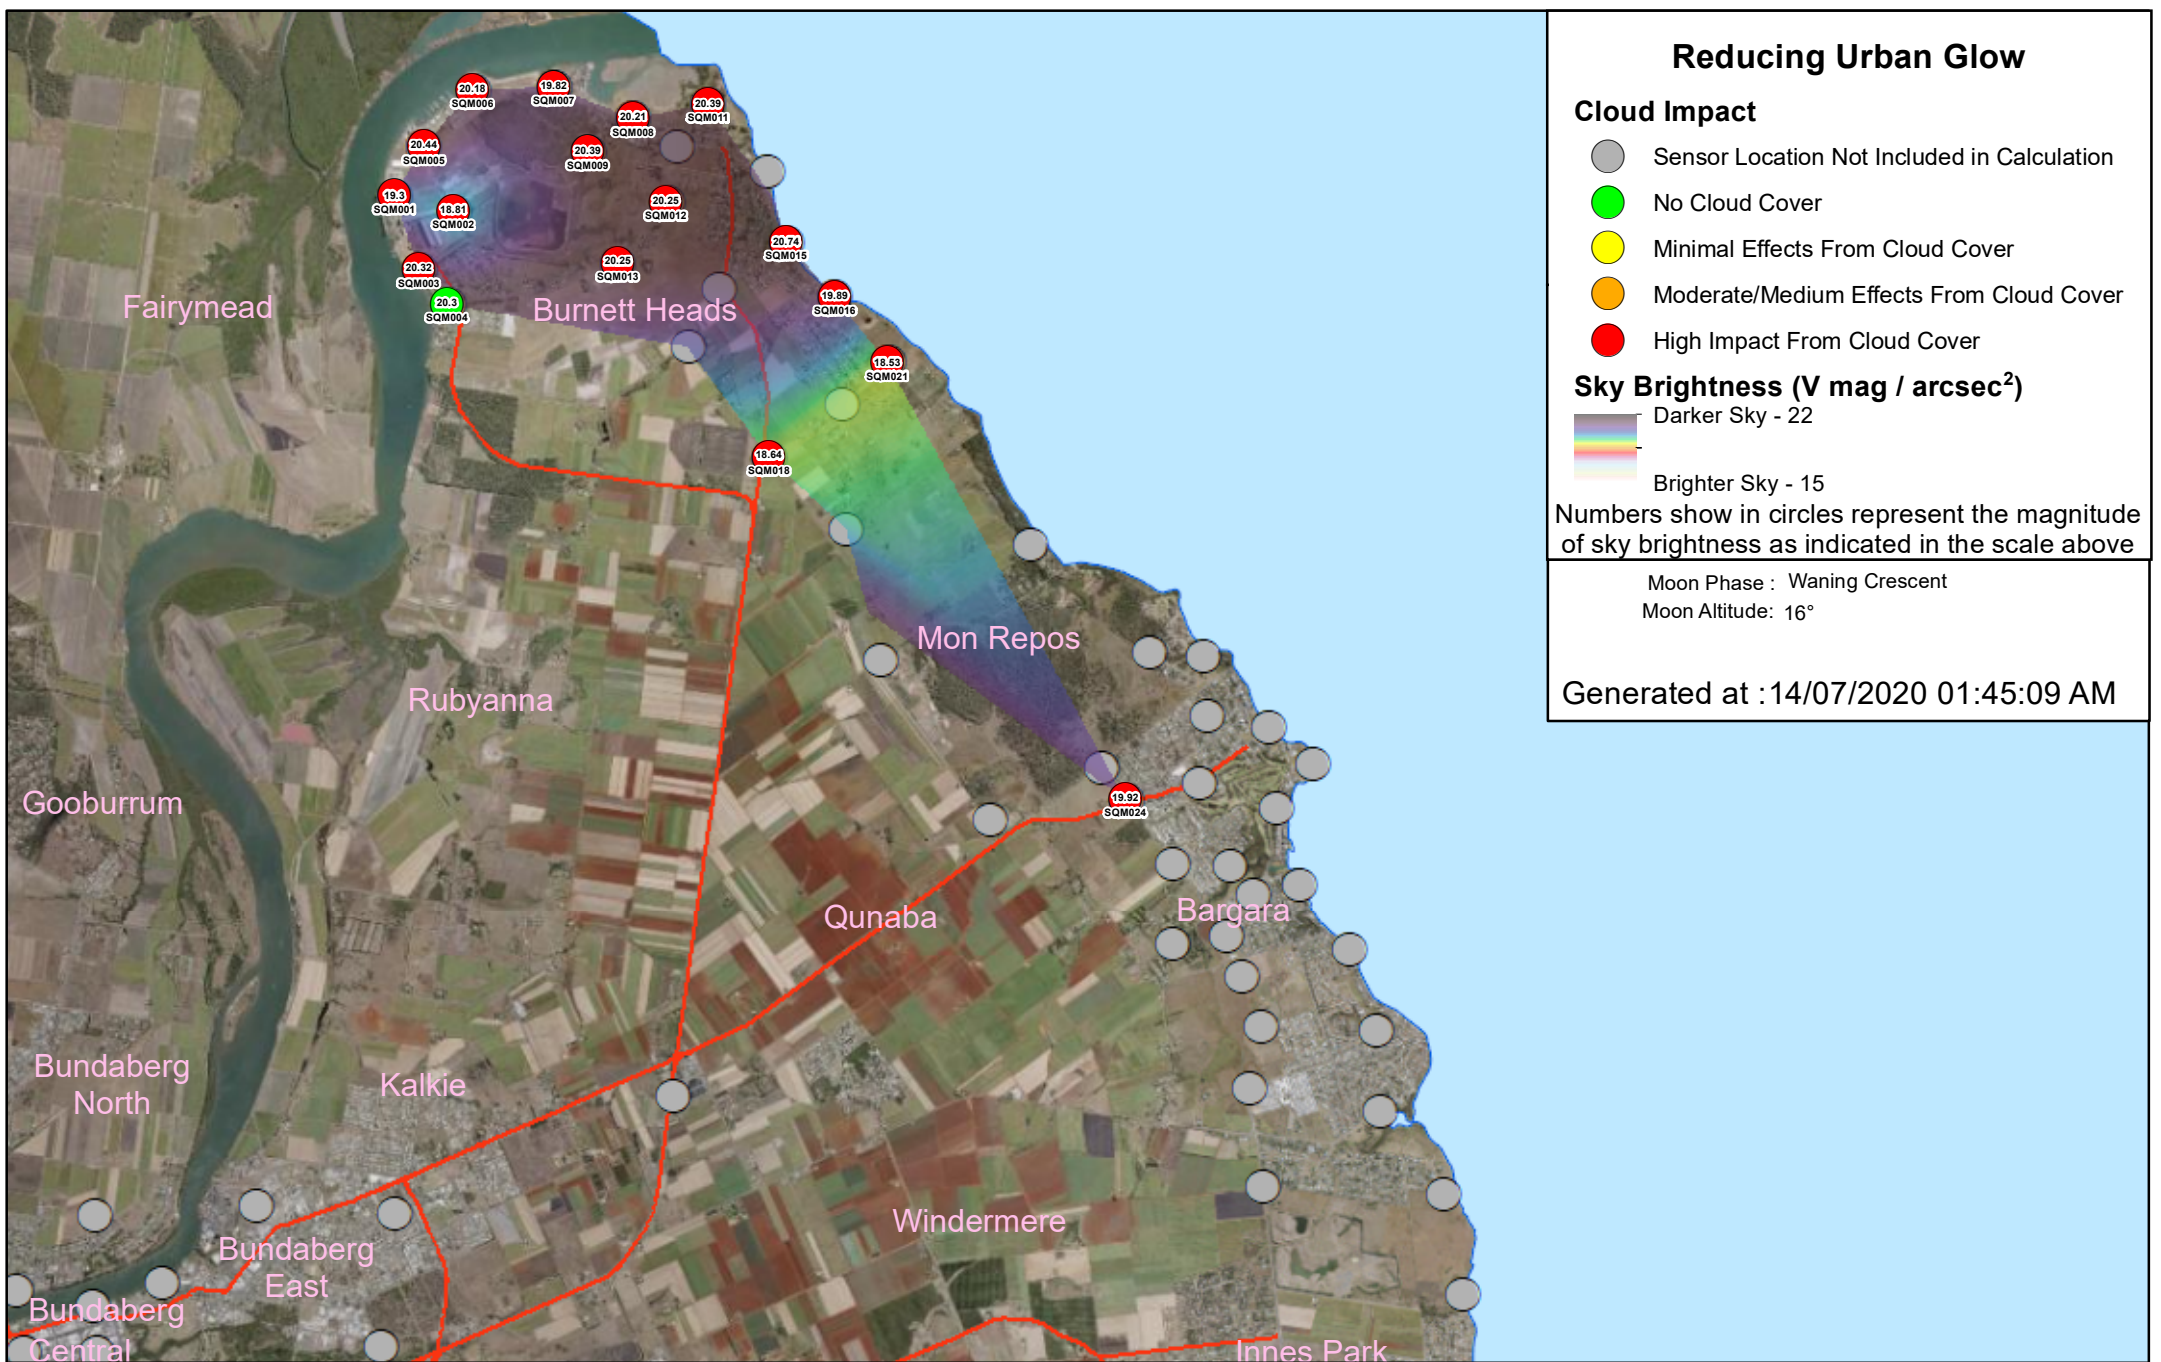 Reducing Urban Glow
Cloud Impact
Sensor Location Not Included in Calculation
No Cloud Cover
Minimal Effects From Cloud Cover
Moderate/Medium Effects From Cloud Cover
High Impact From Cloud Cover
Sky Brightness (V mag / arcsec²)
Darker Sky - 22
Brighter Sky - 15
Numbers show in circles represent the magnitude
of sky brightness as indicated in the scale above
Moon Phase : Waning Crescent
Moon Altitude: 16°
Generated at :14/07/2020 01:45:09 AM
20.18
SQM006
19.82
SQM007
20.21
SQM008
20.39
SQM011
20.44
SQM005
20.39
SQM009
19.3
SQM001
18.81
SQM002
20.25
SQM012
20.74
SQM015
20.32
SQM003
20.25
SQM013
20.3
SQM004
19.89
SQM016
18.53
SQM021
18.64
SQM018
19.92
SQM024
Fairymead
Burnett Heads
Mon Repos
Rubyanna
Gooburrum
Qunaba
Bargara
Bundaberg
North
Kalkie
Windermere
Bundaberg
East
Bundaberg
Central
Innes Park